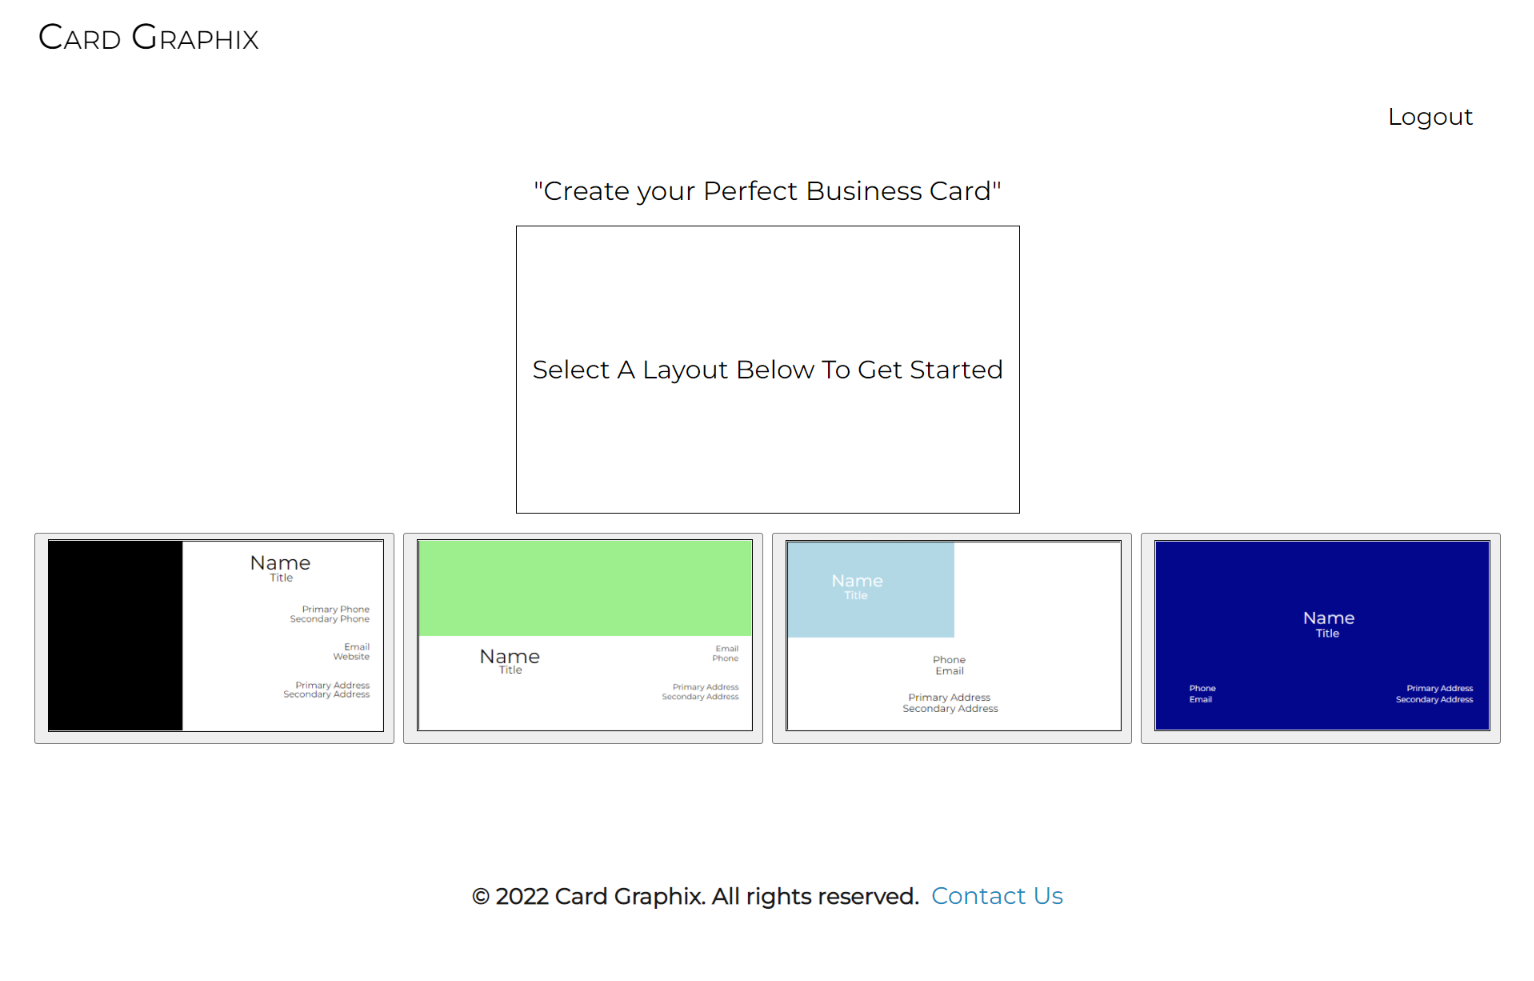 Card Graphix
Logout
"Create your Perfect Business Card"
Select A Layout Below To Get Started
Name
Title
Primary Phone
Secondary Phone
Email
Website
Primary Address
Secondary Address
Name
Title
Email
Phone
Primary Address
Secondary Address
Name
Title
Phone
Email
Primary Address
Secondary Address
Name
Title
Phone
Email
Primary Address
Secondary Address
© 2022 Card Graphix. All rights reserved. Contact Us